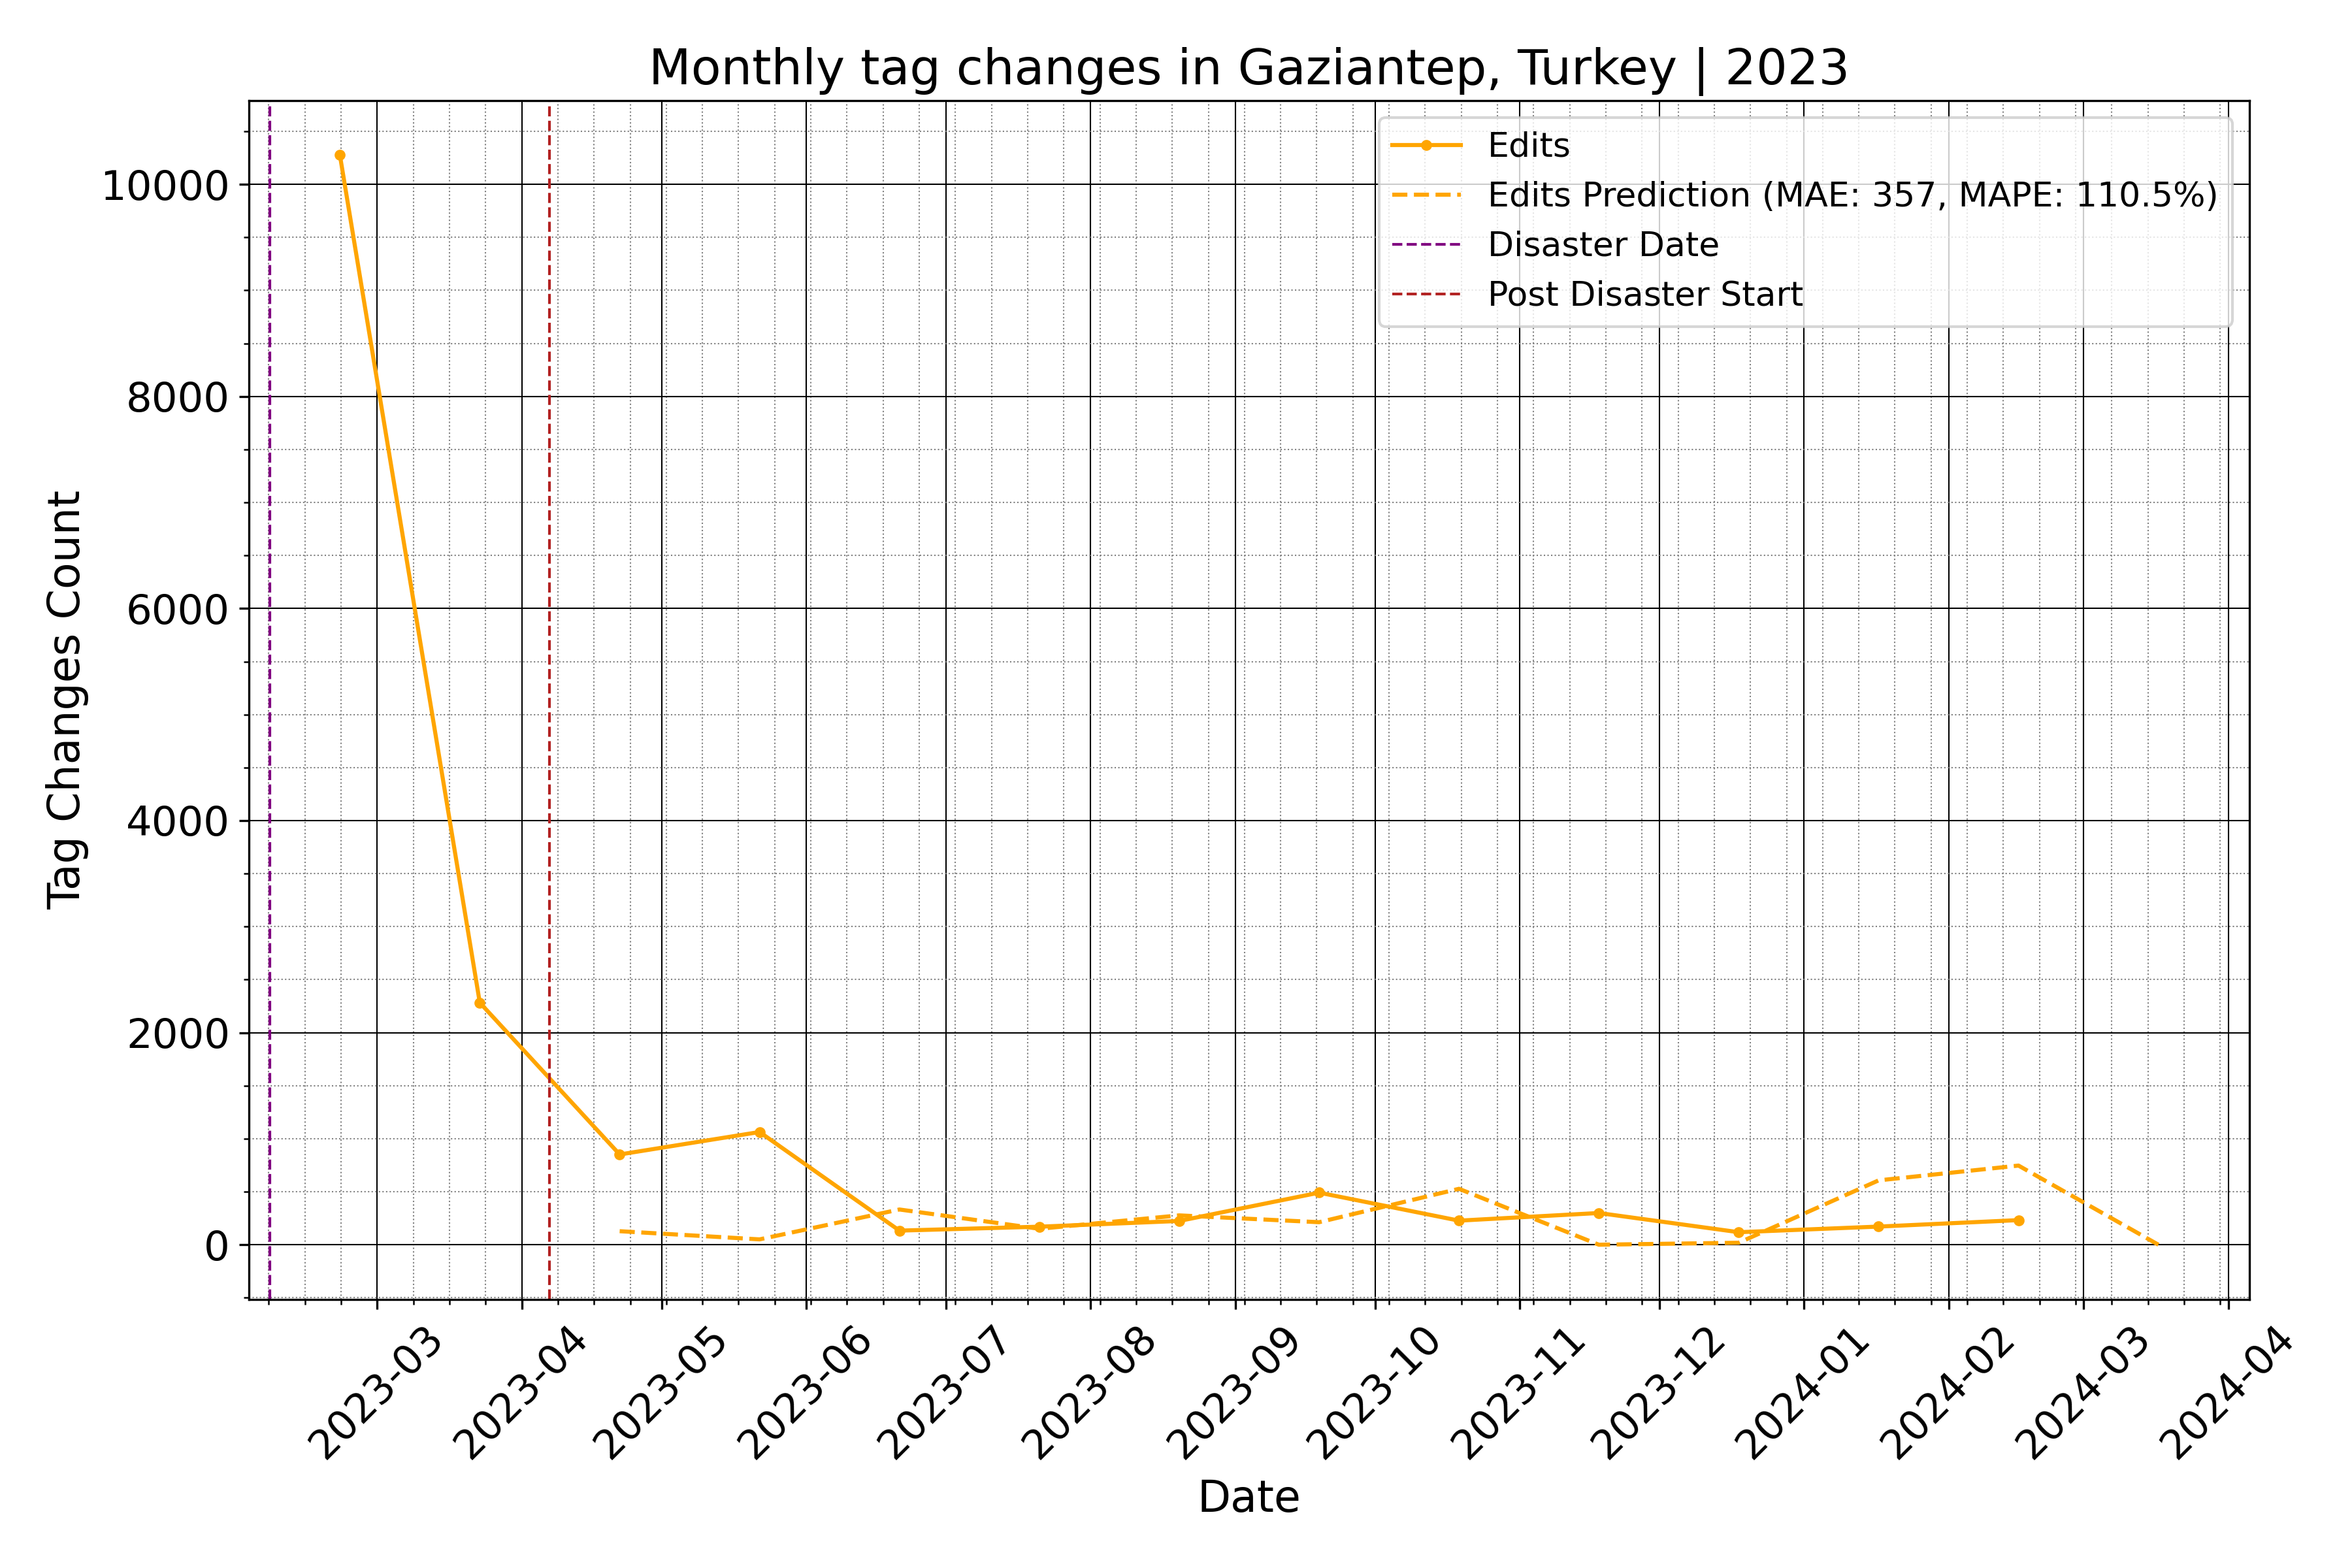 Monthly tag changes in Gaziantep, Turkey | 2023
Edits
Edits Prediction (MAE: 357, MAPE: 110.5%)
Disaster Date
Post Disaster Start
Tag Changes Count
10000
8000
6000
4000
2000
0
2023-03
2023-04
2023-05
2023-06
2023-07
2023-08
2023-09
2023-10
2023-11
2023-12
2024-01
2024-02
2024-03
2024-04
Date